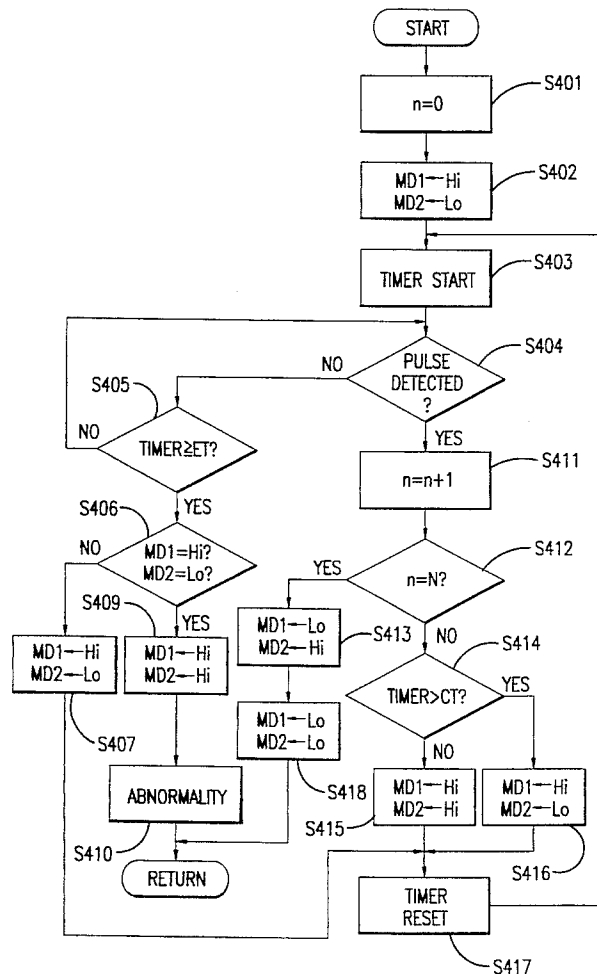 START
S401
n=0
S402
MD1←Hi
MD2←Lo
TIMER START
S403
S404
PULSE
DETECTED
?
NO
YES
S405
TIMER≧ET?
NO
YES
S411
n=n+1
S406
MD1=Hi?
MD2=Lo?
NO
YES
S412
n=N?
YES
NO
S409
MD1←Hi
MD2←Lo
S407
MD1←Hi
MD2←Hi
MD1←Lo
MD2←Hi
S413
S414
TIMER>CT?
YES
NO
MD1←Lo
MD2←Lo
S418
ABNORMALITY
S410
MD1←Hi
MD2←Hi
S415
MD1←Hi
MD2←Lo
S416
RETURN
TIMER
RESET
S417